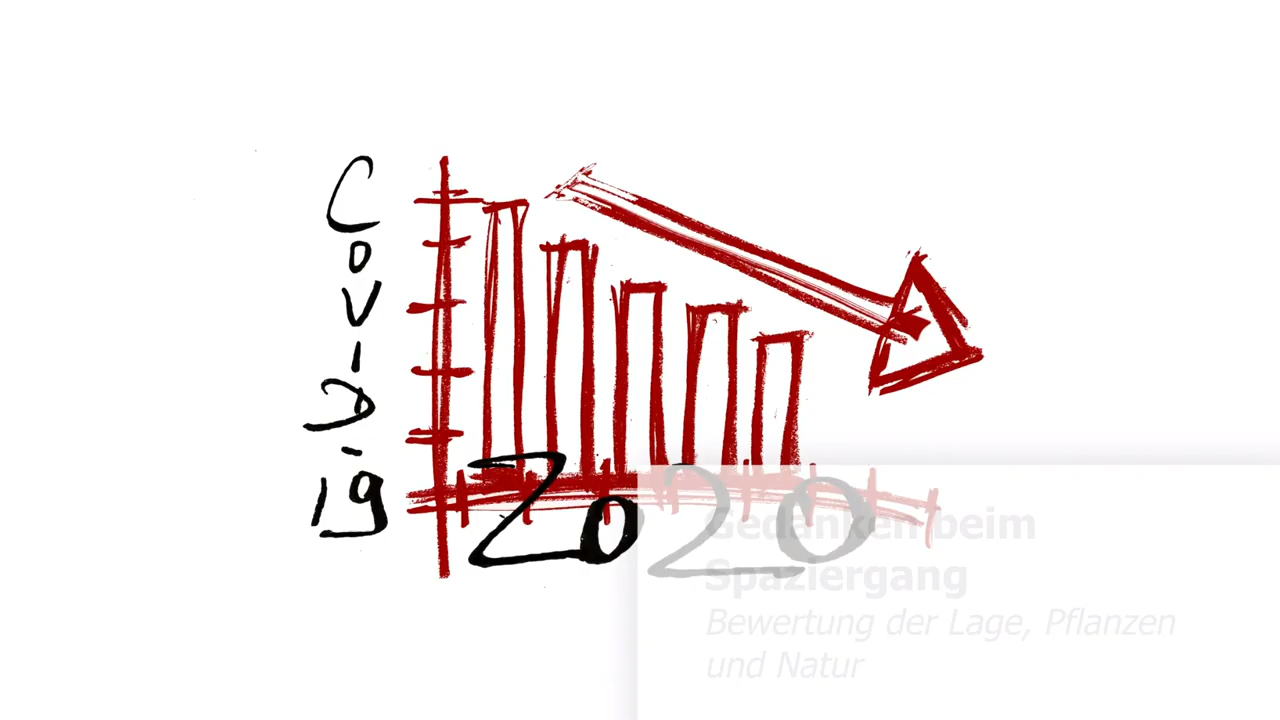 COVID-19
2020
Gedanken beim
Spaziergang
Bewertung der Lage, Pflanzen
und Natur